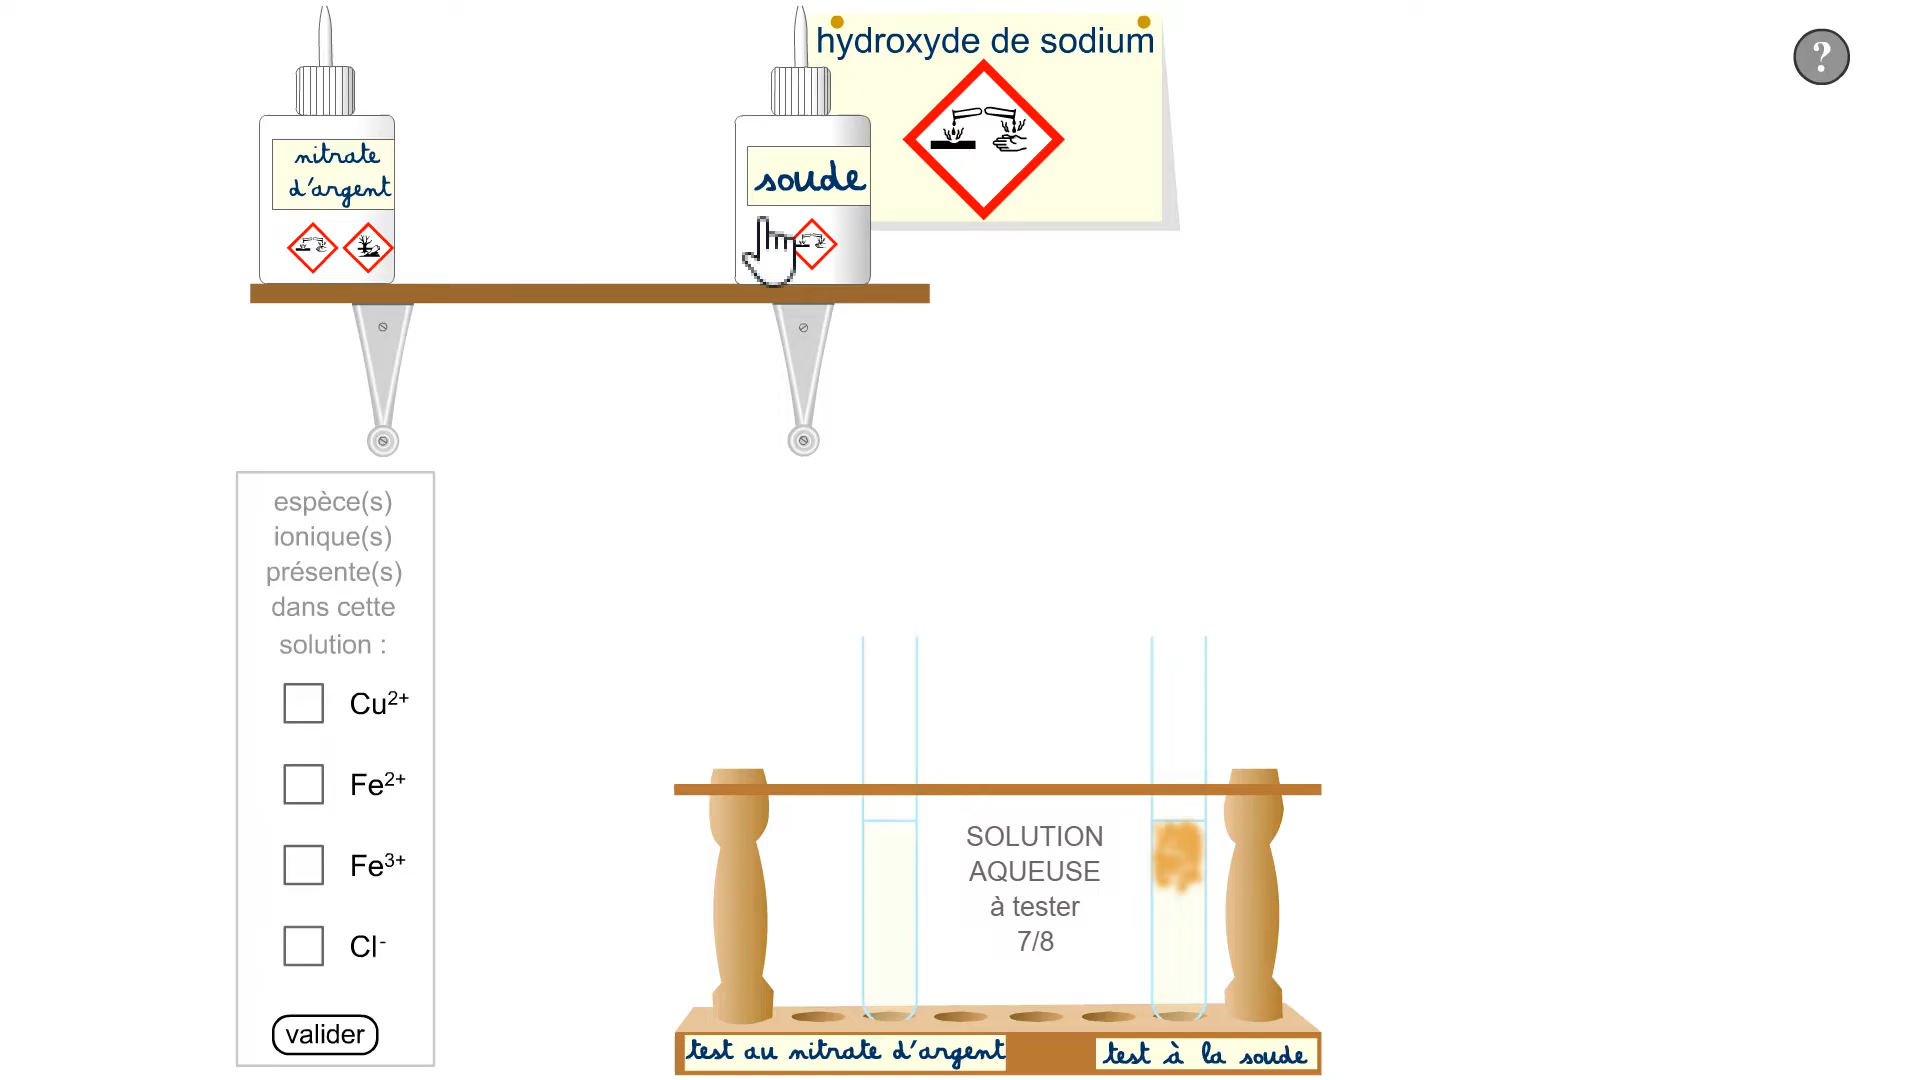 hydroxyde de sodium
?
nitrate
d'argent
soude
espèce(s)
ionique(s)
présente(s)
dans cette
solution :
Cu²⁺
Fe²⁺
Fe³⁺
Cl⁻
valider
SOLUTION
AQUEUSE
à tester
7/8
test au nitrate d'argent
test à la soude